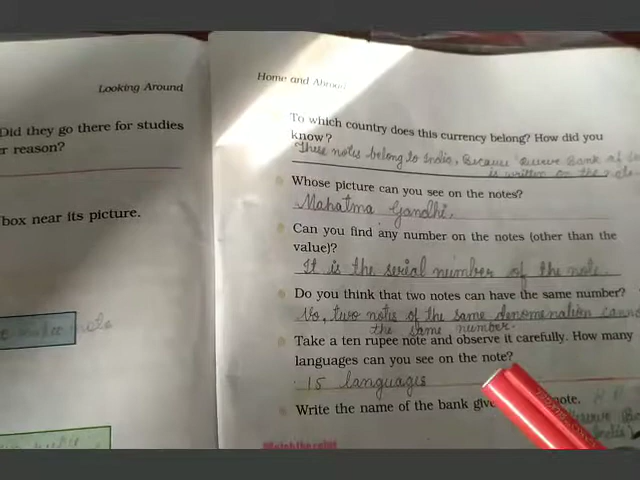 Looking Around
Did they go there for studies
r reason?
box near its picture.
Home and Abroad
To which country does this currency belong? How did you
know?
These notes belong to India, Because Reserve Bank of
is written on the note
Whose picture can you see on the notes?
Mahatma Gandhi.
Can you find any number on the notes (other than the
value)?
It is the serial number of the note.
Do you think that two notes can have the same number?
No, two notes of the same denomenation cannot
the same number.
Take a ten rupee note and observe it carefully. How many
languages can you see on the note?
15 languages
Write the name of the bank give note.
Reserve Ba
India